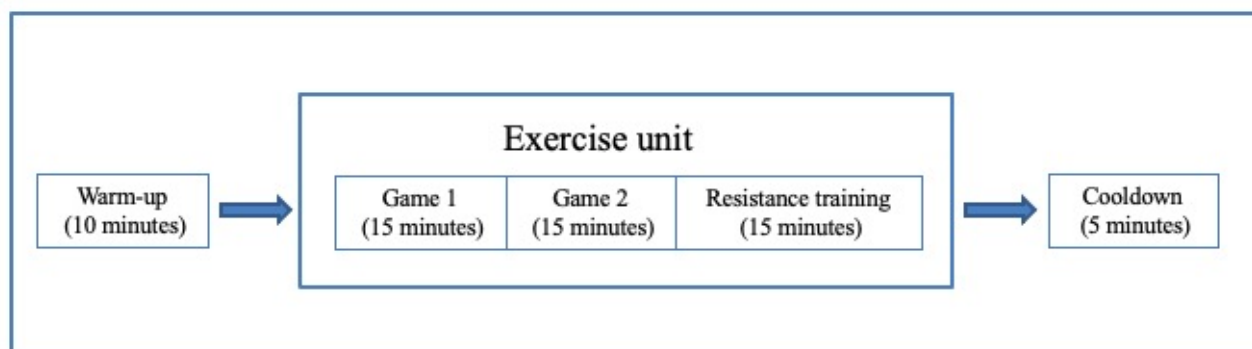 Exercise unit
Warm-up
(10 minutes)
Game 1
(15 minutes)
Game 2
(15 minutes)
Resistance training
(15 minutes)
Cooldown
(5 minutes)